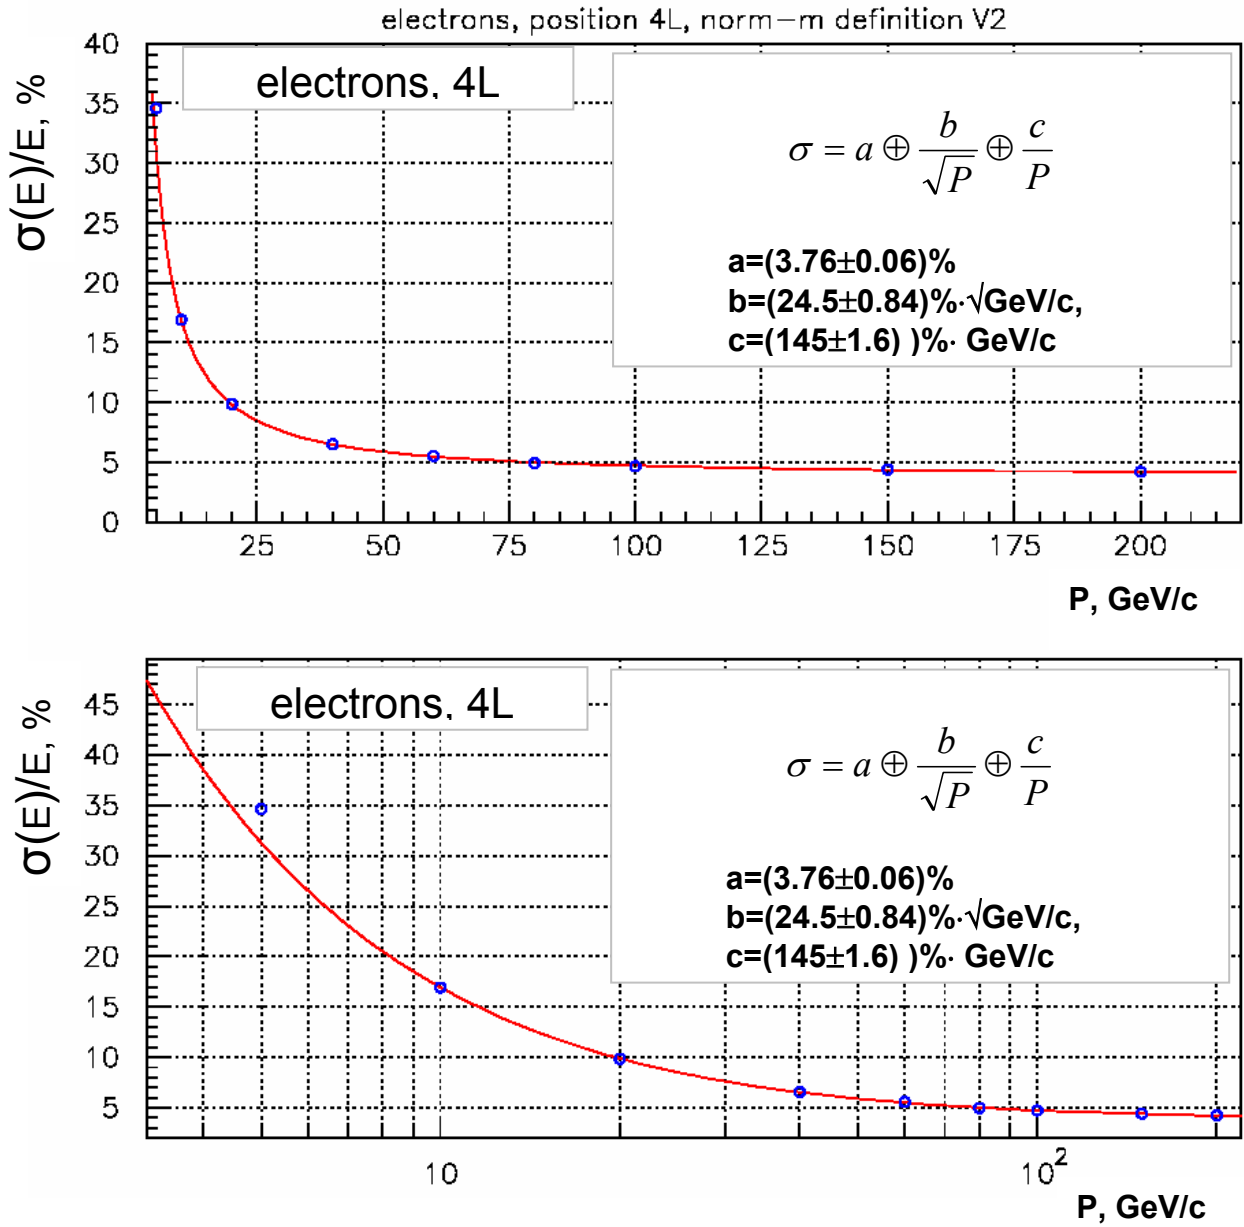 electrons, position 4L, norm−m definition V2
σ(E)/E, %
40
35
30
25
20
15
10
5
0
electrons, 4L
σ = a ⊕ b/√P ⊕ c/P
a=(3.76±0.06)%
b=(24.5±0.84)%·√GeV/c,
c=(145±1.6) )%· GeV/c
25 50 75 100 125 150 175 200
P, GeV/c
σ(E)/E, %
45
40
35
30
25
20
15
10
5
electrons, 4L
σ = a ⊕ b/√P ⊕ c/P
a=(3.76±0.06)%
b=(24.5±0.84)%·√GeV/c,
c=(145±1.6) )%· GeV/c
10 10²
P, GeV/c